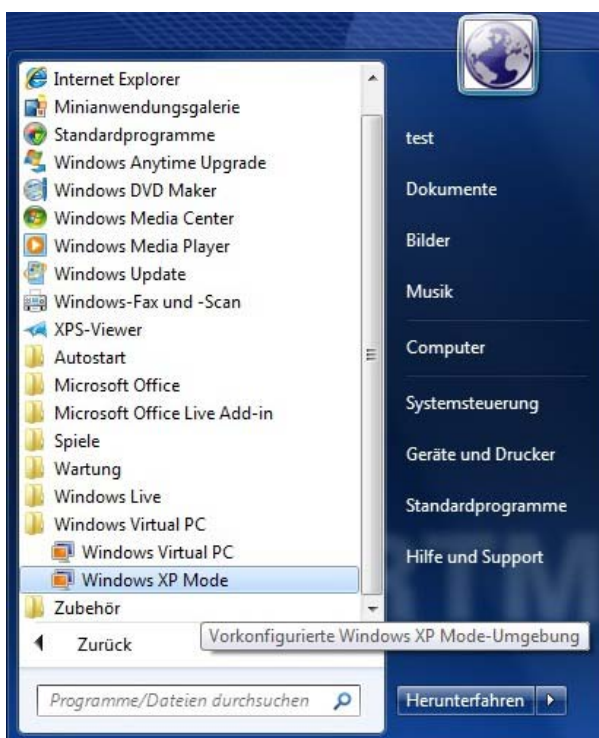 Internet Explorer
Minianwendungsgalerie
Standardprogramme
Windows Anytime Upgrade
Windows DVD Maker
Windows Media Center
Windows Media Player
Windows Update
Windows-Fax und -Scan
XPS-Viewer
Autostart
Microsoft Office
Microsoft Office Live Add-in
Spiele
Wartung
Windows Live
Windows Virtual PC
Windows Virtual PC
Windows XP Mode
Zubehör
Zurück
Vorkonfigurierte Windows XP Mode-Umgebung
Programme/Dateien durchsuchen
test
Dokumente
Bilder
Musik
Computer
Systemsteuerung
Geräte und Drucker
Standardprogramme
Hilfe und Support
RTM
Herunterfahren